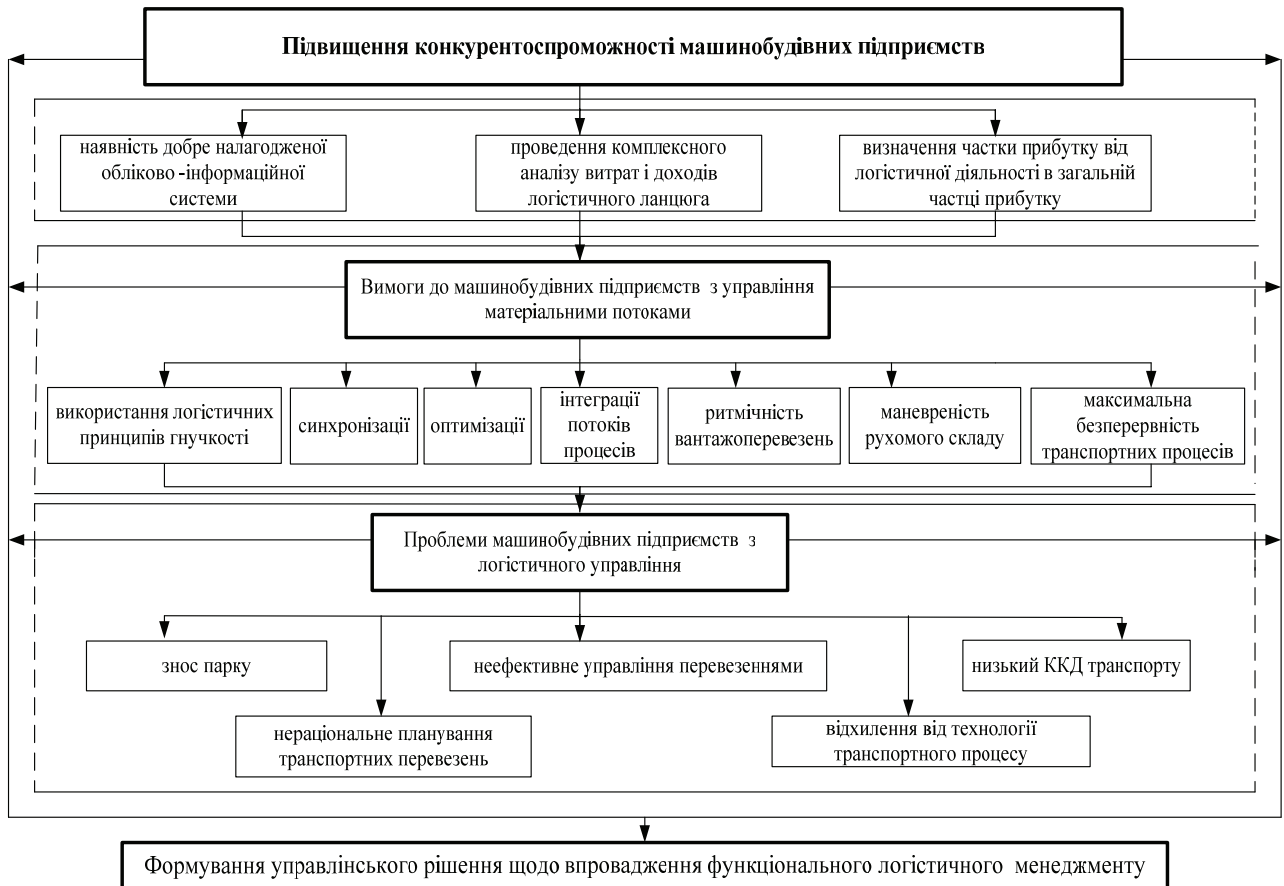 Підвищення конкурентоспроможності машинобудівних підприємств
наявність добре налагодженої
обліково -інформаційної
системи
проведення комплексного
аналізу витрат і доходів
логістичного ланцюга
визначення частки прибутку від
логістичної діяльності в загальній
частці прибутку
Вимоги до машинобудівних підприємств з управління
матеріальними потоками
використання логістичних
принципів гнучкості
синхронізації
оптимізації
інтеграції
потоків
процесів
ритмічність
вантажоперевезень
маневреність
рухомого складу
максимальна
безперервність
транспортних процесів
Проблеми машинобудівних підприємств з
логістичного управління
знос парку
неефективне управління перевезеннями
низький ККД транспорту
нераціональне планування
транспортних перевезень
відхилення від технології
транспортного процесу
Формування управлінського рішення щодо впровадження функціонального логістичного менеджменту